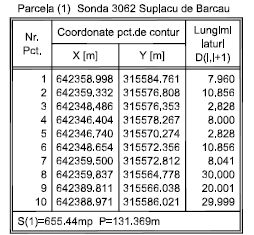 Parcela (1) Sonda 3062 Suplacu de Barcau
Nr. Pct. Coordonate pct.de contur Lungimi laturi D(i,i+1)
X [m] Y [m]
1 642358.998 315584.761 7.960
2 642359.332 315576.808 10.856
3 642348.486 315576.353 2.828
4 642346.404 315578.267 8.000
5 642346.740 315570.274 2.828
6 642348.654 315572.356 10.856
7 642359.500 315572.812 8.041
8 642359.837 315564.778 30.000
9 642389.811 315566.038 20.001
10 642388.971 315586.021 29.999
S(1)=655.44mp P=131.369m